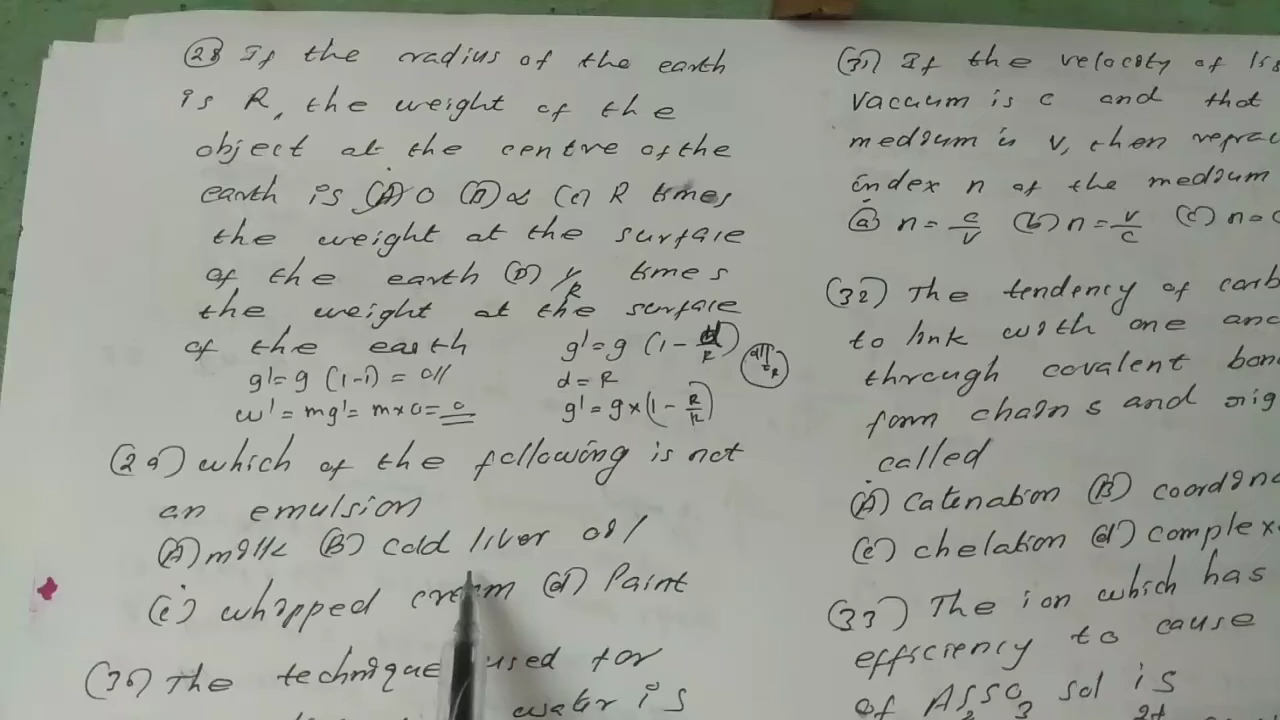 (28) If the radius of the earth
is R, the weight of the
object at the centre of the
earth is (A) 0 (B) ∝ (C) R times
the weight at the surface
of the earth (D) 1/R times
the weight at the surface
of the earth g' = g (1 - d/R)
g' = g (1-1) = 0// d = R
w' = mg' = m×0 = 0 g' = g×(1 - R/R)
(29) which of the following is not
an emulsion
(A) milk (B) cold liver oil
(c) whipped cream (d) Paint
(30) The technique used for
water is
(31) If the velocity of
vacuum is c and that
medium is v, then refrac
index n of the medium
(a) n = c/v (b) n = v/c (c) n =
(32) The tendency of carb
to link with one and
through covalent bon
form chains and rig
called
(A) Catenation (B) coordina
(c) chelation (d) complex
(33) The ion which has
efficiency to cause
of As2SO3 sol is